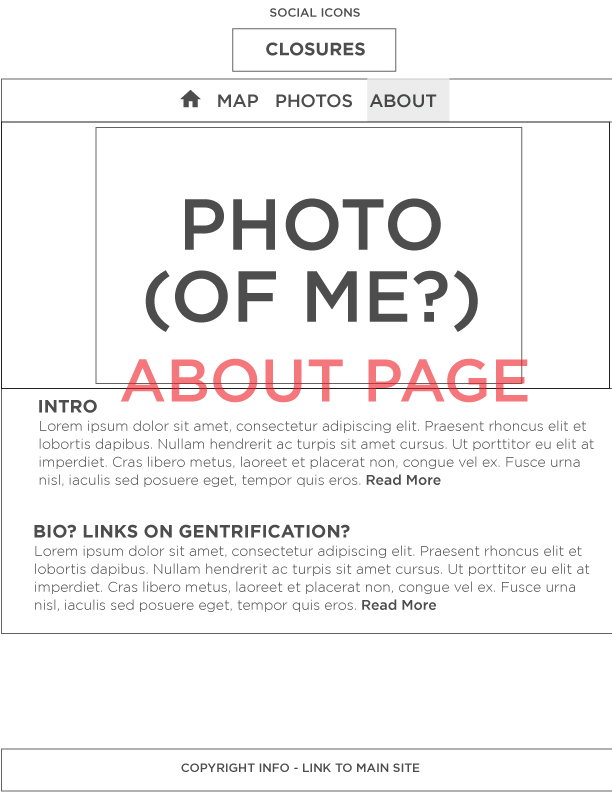 SOCIAL ICONS
CLOSURES
MAP PHOTOS ABOUT
PHOTO
(OF ME?)
ABOUT PAGE
INTRO
Lorem ipsum dolor sit amet, consectetur adipiscing elit. Praesent rhoncus elit et
lobortis dapibus. Nullam hendrerit ac turpis sit amet cursus. Ut porttitor eu elit at
imperdiet. Cras libero metus, laoreet et placerat non, congue vel ex. Fusce urna
nisl, iaculis sed posuere eget, tempor quis eros. Read More
BIO? LINKS ON GENTRIFICATION?
Lorem ipsum dolor sit amet, consectetur adipiscing elit. Praesent rhoncus elit et
lobortis dapibus. Nullam hendrerit ac turpis sit amet cursus. Ut porttitor eu elit at
imperdiet. Cras libero metus, laoreet et placerat non, congue vel ex. Fusce urna
nisl, iaculis sed posuere eget, tempor quis eros. Read More
COPYRIGHT INFO - LINK TO MAIN SITE